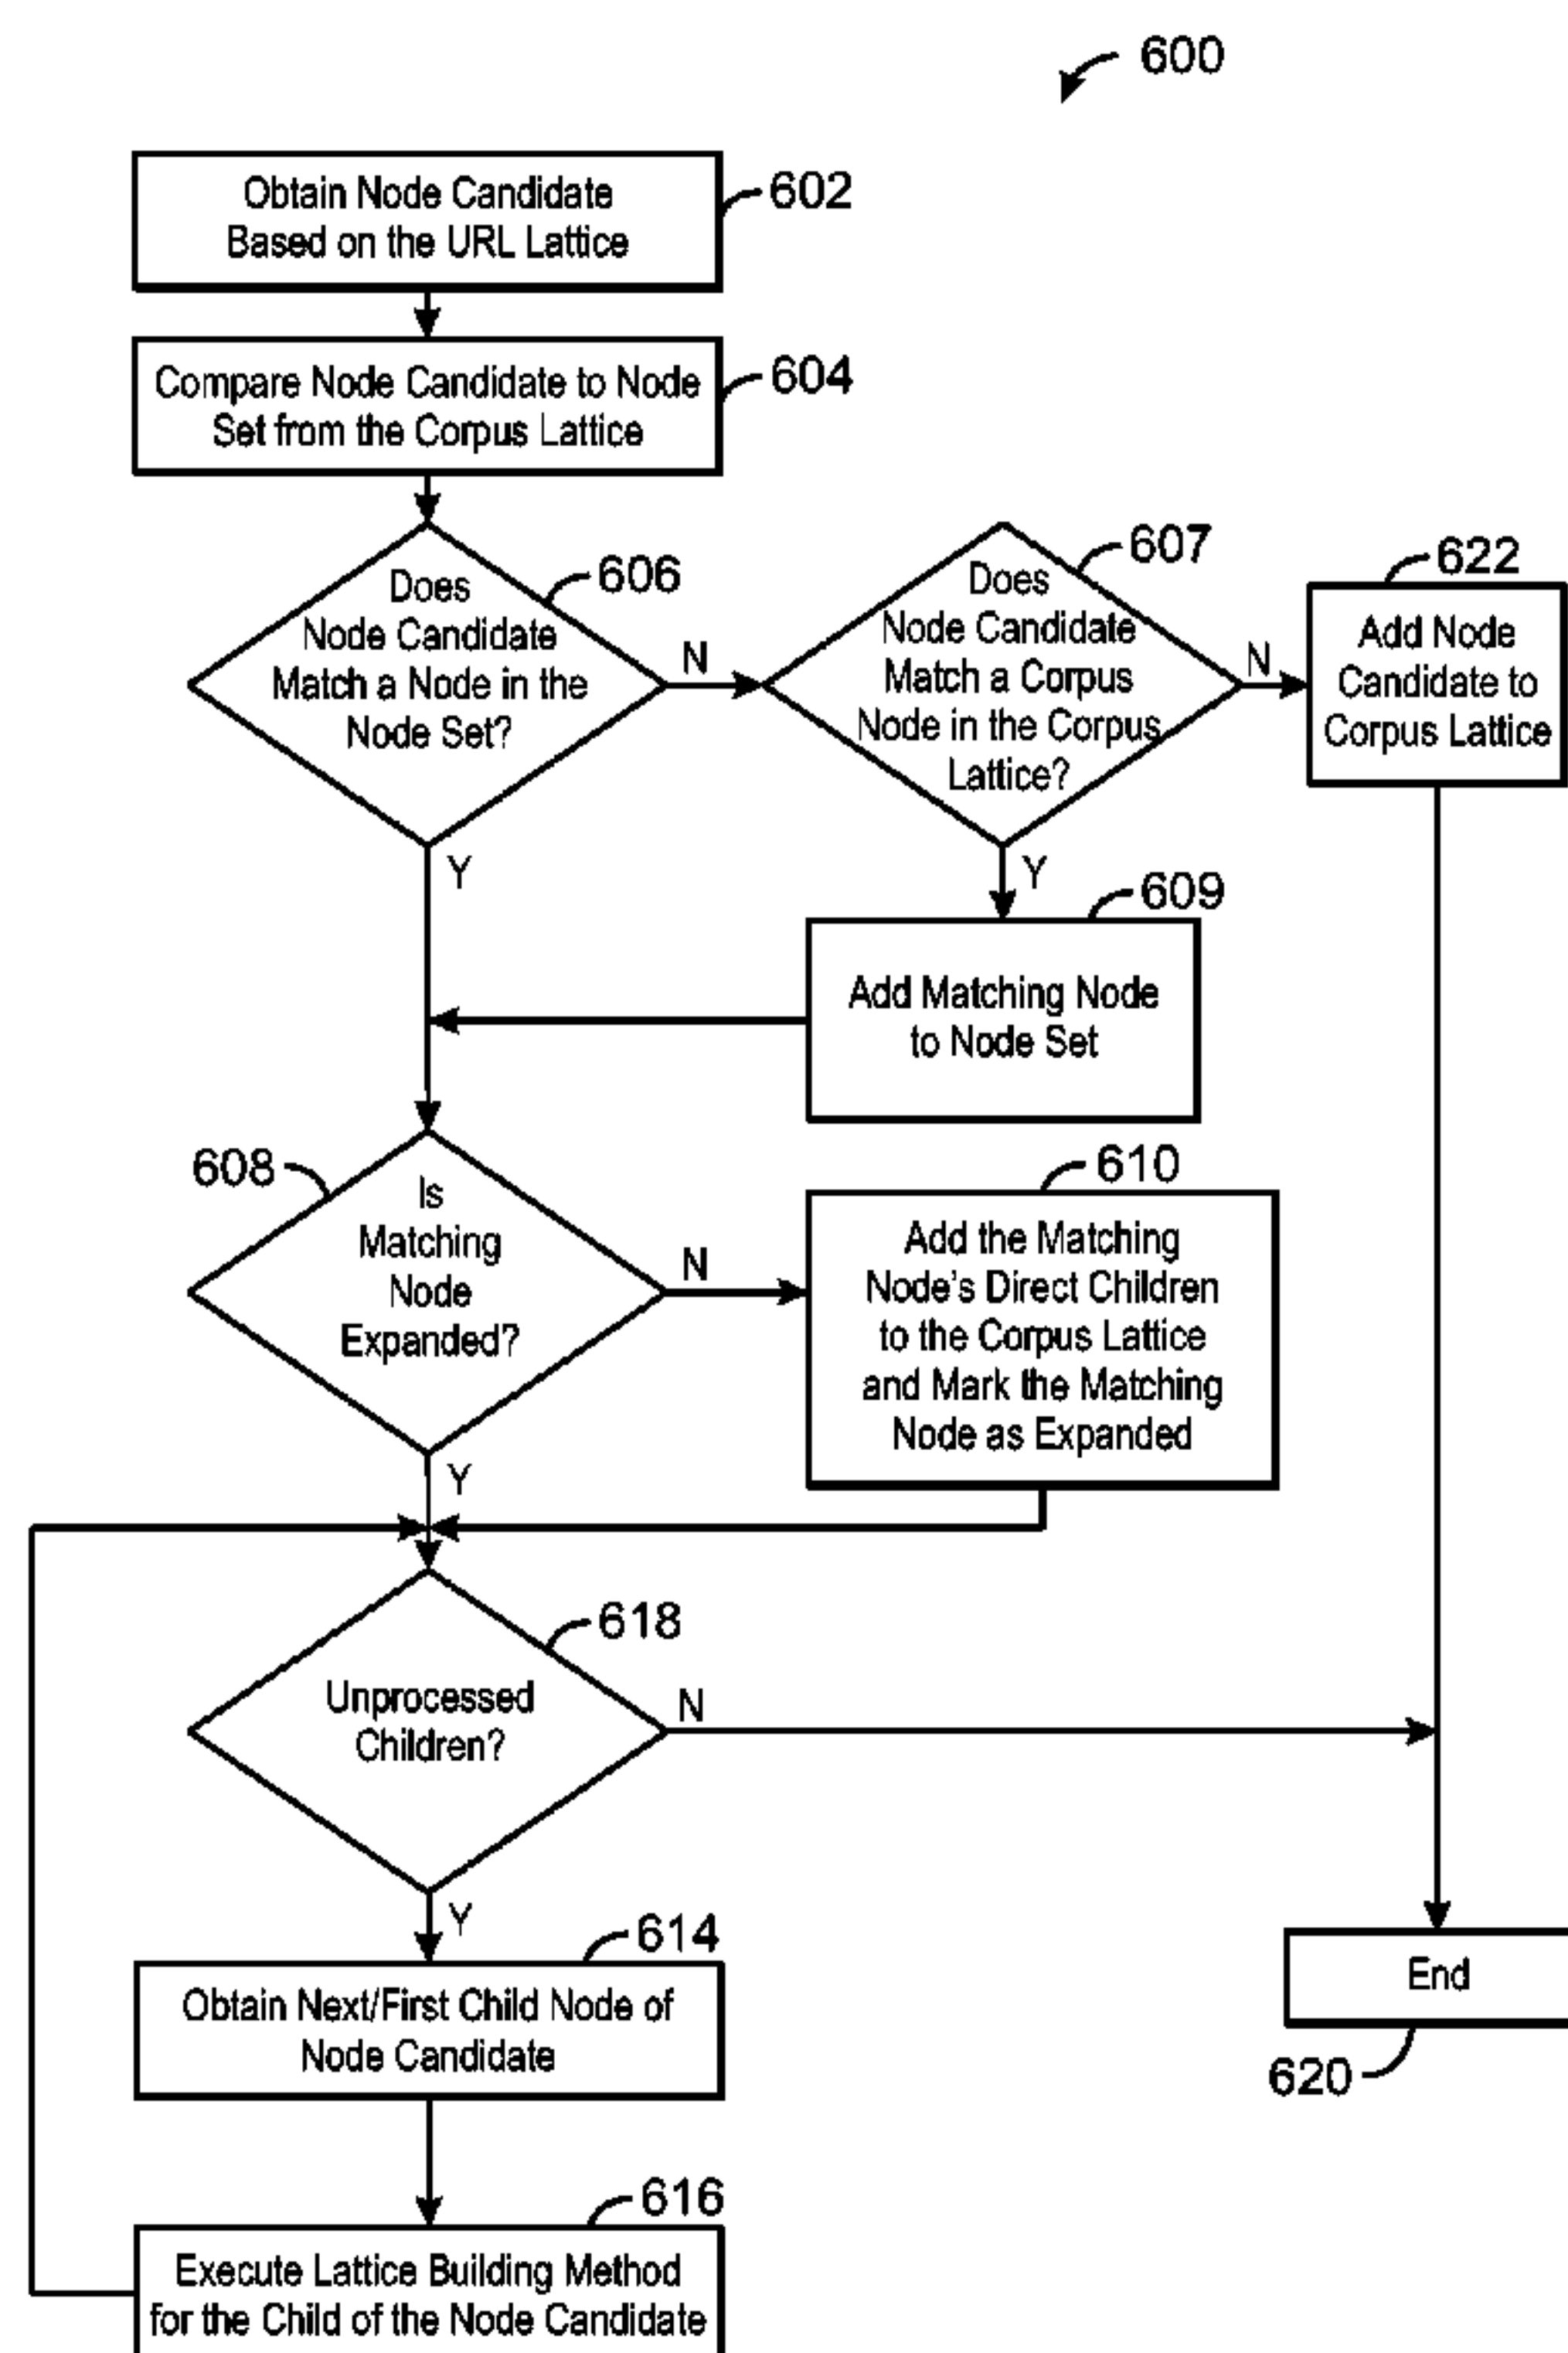 600
Obtain Node Candidate
Based on the URL Lattice
602
Compare Node Candidate to Node
Set from the Corpus Lattice
604
Does
Node Candidate
Match a Node in the
Node Set?
606
N
Y
Does
Node Candidate
Match a Corpus
Node in the Corpus
Lattice?
607
N
Y
622
Add Node
Candidate to
Corpus Lattice
609
Add Matching Node
to Node Set
608
Is
Matching
Node
Expanded?
N
Y
610
Add the Matching
Node's Direct Children
to the Corpus Lattice
and Mark the Matching
Node as Expanded
618
Unprocessed
Children?
N
Y
614
Obtain Next/First Child Node of
Node Candidate
End
620
616
Execute Lattice Building Method
for the Child of the Node Candidate